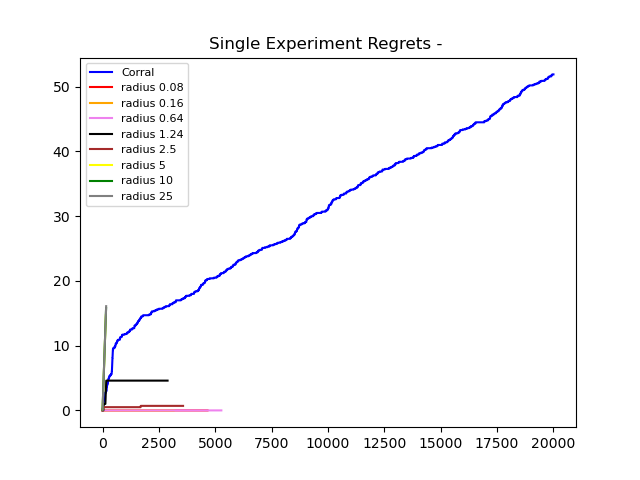 Single Experiment Regrets -
50
40
30
20
10
0
Corral
radius 0.08
radius 0.16
radius 0.64
radius 1.24
radius 2.5
radius 5
radius 10
radius 25
0 2500 5000 7500 10000 12500 15000 17500 20000